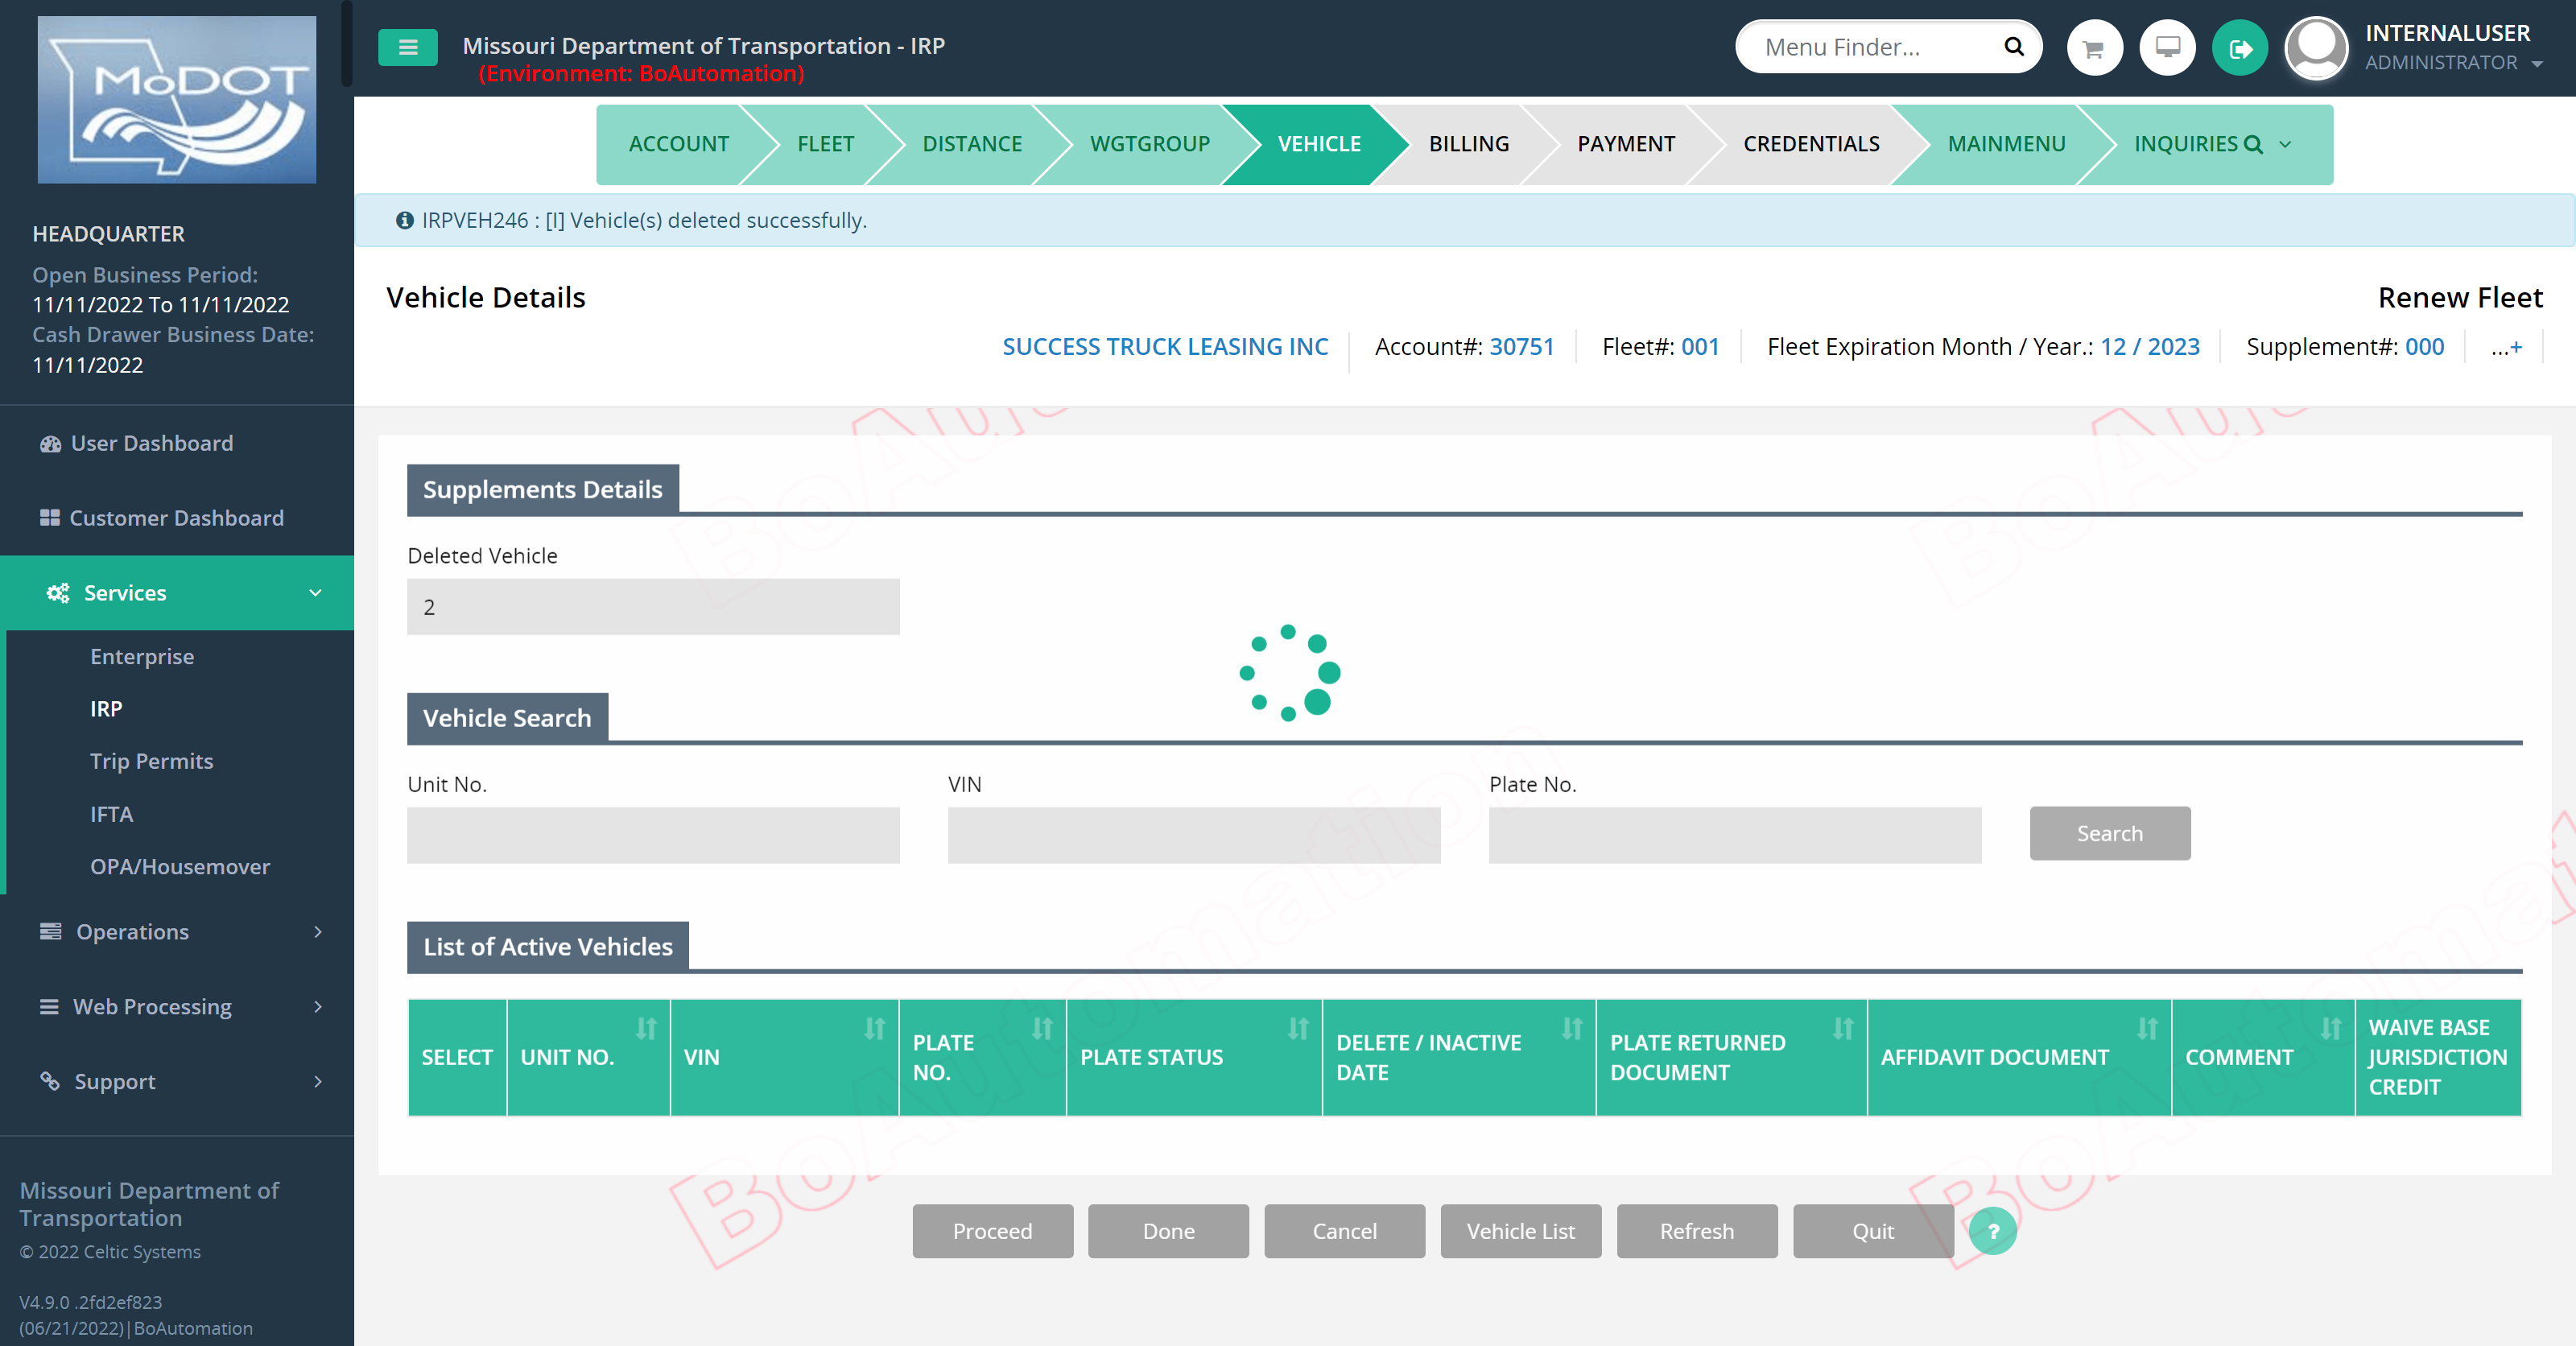 MoDOT
HEADQUARTER
Open Business Period:
11/11/2022 To 11/11/2022
Cash Drawer Business Date:
11/11/2022
User Dashboard
Customer Dashboard
Services
Enterprise
IRP
Trip Permits
IFTA
OPA/Housemover
Operations
Web Processing
Support
Missouri Department of
Transportation
© 2022 Celtic Systems
V4.9.0 .2fd2ef823
(06/21/2022)|BoAutomation
Missouri Department of Transportation - IRP
(Environment: BoAutomation)
Menu Finder...
INTERNALUSER
ADMINISTRATOR
ACCOUNT FLEET DISTANCE WGTGROUP VEHICLE BILLING PAYMENT CREDENTIALS MAINMENU INQUIRIES
IRPVEH246 : [I] Vehicle(s) deleted successfully.
Vehicle Details
Renew Fleet
SUCCESS TRUCK LEASING INC Account#: 30751 Fleet#: 001 Fleet Expiration Month / Year.: 12 / 2023 Supplement#: 000 ...+
Supplements Details
Deleted Vehicle
2
Vehicle Search
Unit No. VIN Plate No.
Search
List of Active Vehicles
SELECT UNIT NO. VIN PLATE NO. PLATE STATUS DELETE / INACTIVE DATE PLATE RETURNED DOCUMENT AFFIDAVIT DOCUMENT COMMENT WAIVE BASE JURISDICTION CREDIT
Proceed Done Cancel Vehicle List Refresh Quit ?
BoAutomation
BoAutomat